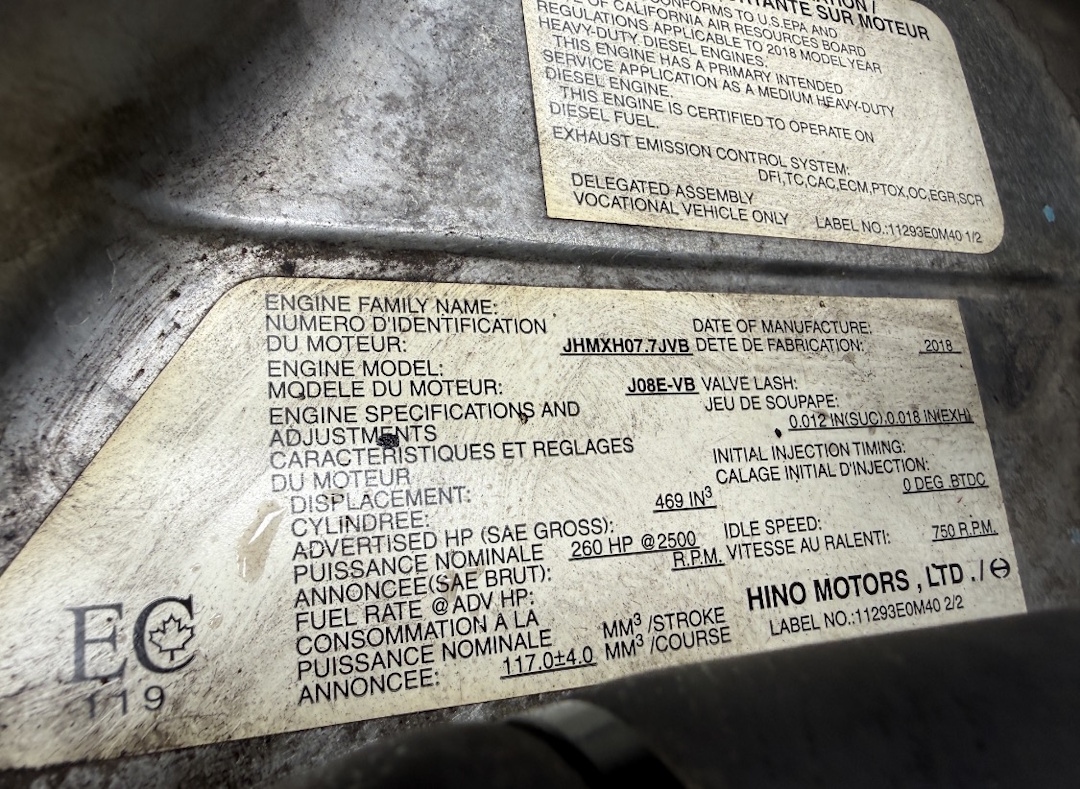 ATION /
RTANTE SUR MOTEUR
CONFORMS TO U.S.EPA AND
OF CALIFORNIA AIR RESOURCES BOARD
REGULATIONS APPLICABLE TO 2018 MODEL YEAR
HEAVY-DUTY DIESEL ENGINES.
THIS ENGINE HAS A PRIMARY INTENDED
SERVICE APPLICATION AS A MEDIUM HEAVY-DUTY
DIESEL ENGINE.
THIS ENGINE IS CERTIFIED TO OPERATE ON
DIESEL FUEL.
EXHAUST EMISSION CONTROL SYSTEM:
DFI,TC,CAC,ECM,PTOX,OC,EGR,SCR
DELEGATED ASSEMBLY
VOCATIONAL VEHICLE ONLY LABEL NO.:11293E0M40 1/2
ENGINE FAMILY NAME:
NUMERO D'IDENTIFICATION
DU MOTEUR: JHMXH07.7JVB
ENGINE MODEL:
MODELE DU MOTEUR: J08E-VB
ENGINE SPECIFICATIONS AND
ADJUSTMENTS
CARACTERISTIQUES ET REGLAGES
DU MOTEUR
DISPLACEMENT: 469 IN³
CYLINDREE:
ADVERTISED HP (SAE GROSS):
PUISSANCE NOMINALE 260 HP @2500
ANNONCEE(SAE BRUT): R.P.M.
FUEL RATE @ADV HP:
CONSOMMATION A LA MM³ /STROKE
PUISSANCE NOMINALE 117.0±4.0 MM³ /COURSE
ANNONCEE:
DATE OF MANUFACTURE:
DETE DE FABRICATION: 2018
VALVE LASH:
JEU DE SOUPAPE:
0.012 IN(SUC).0.018 IN(EXH)
INITIAL INJECTION TIMING:
CALAGE INITIAL D'INJECTION:
0 DEG .BTDC
IDLE SPEED:
VITESSE AU RALENTI: 750 R.P.M.
HINO MOTORS , LTD ./
LABEL NO.:11293E0M40 2/2
EC
119